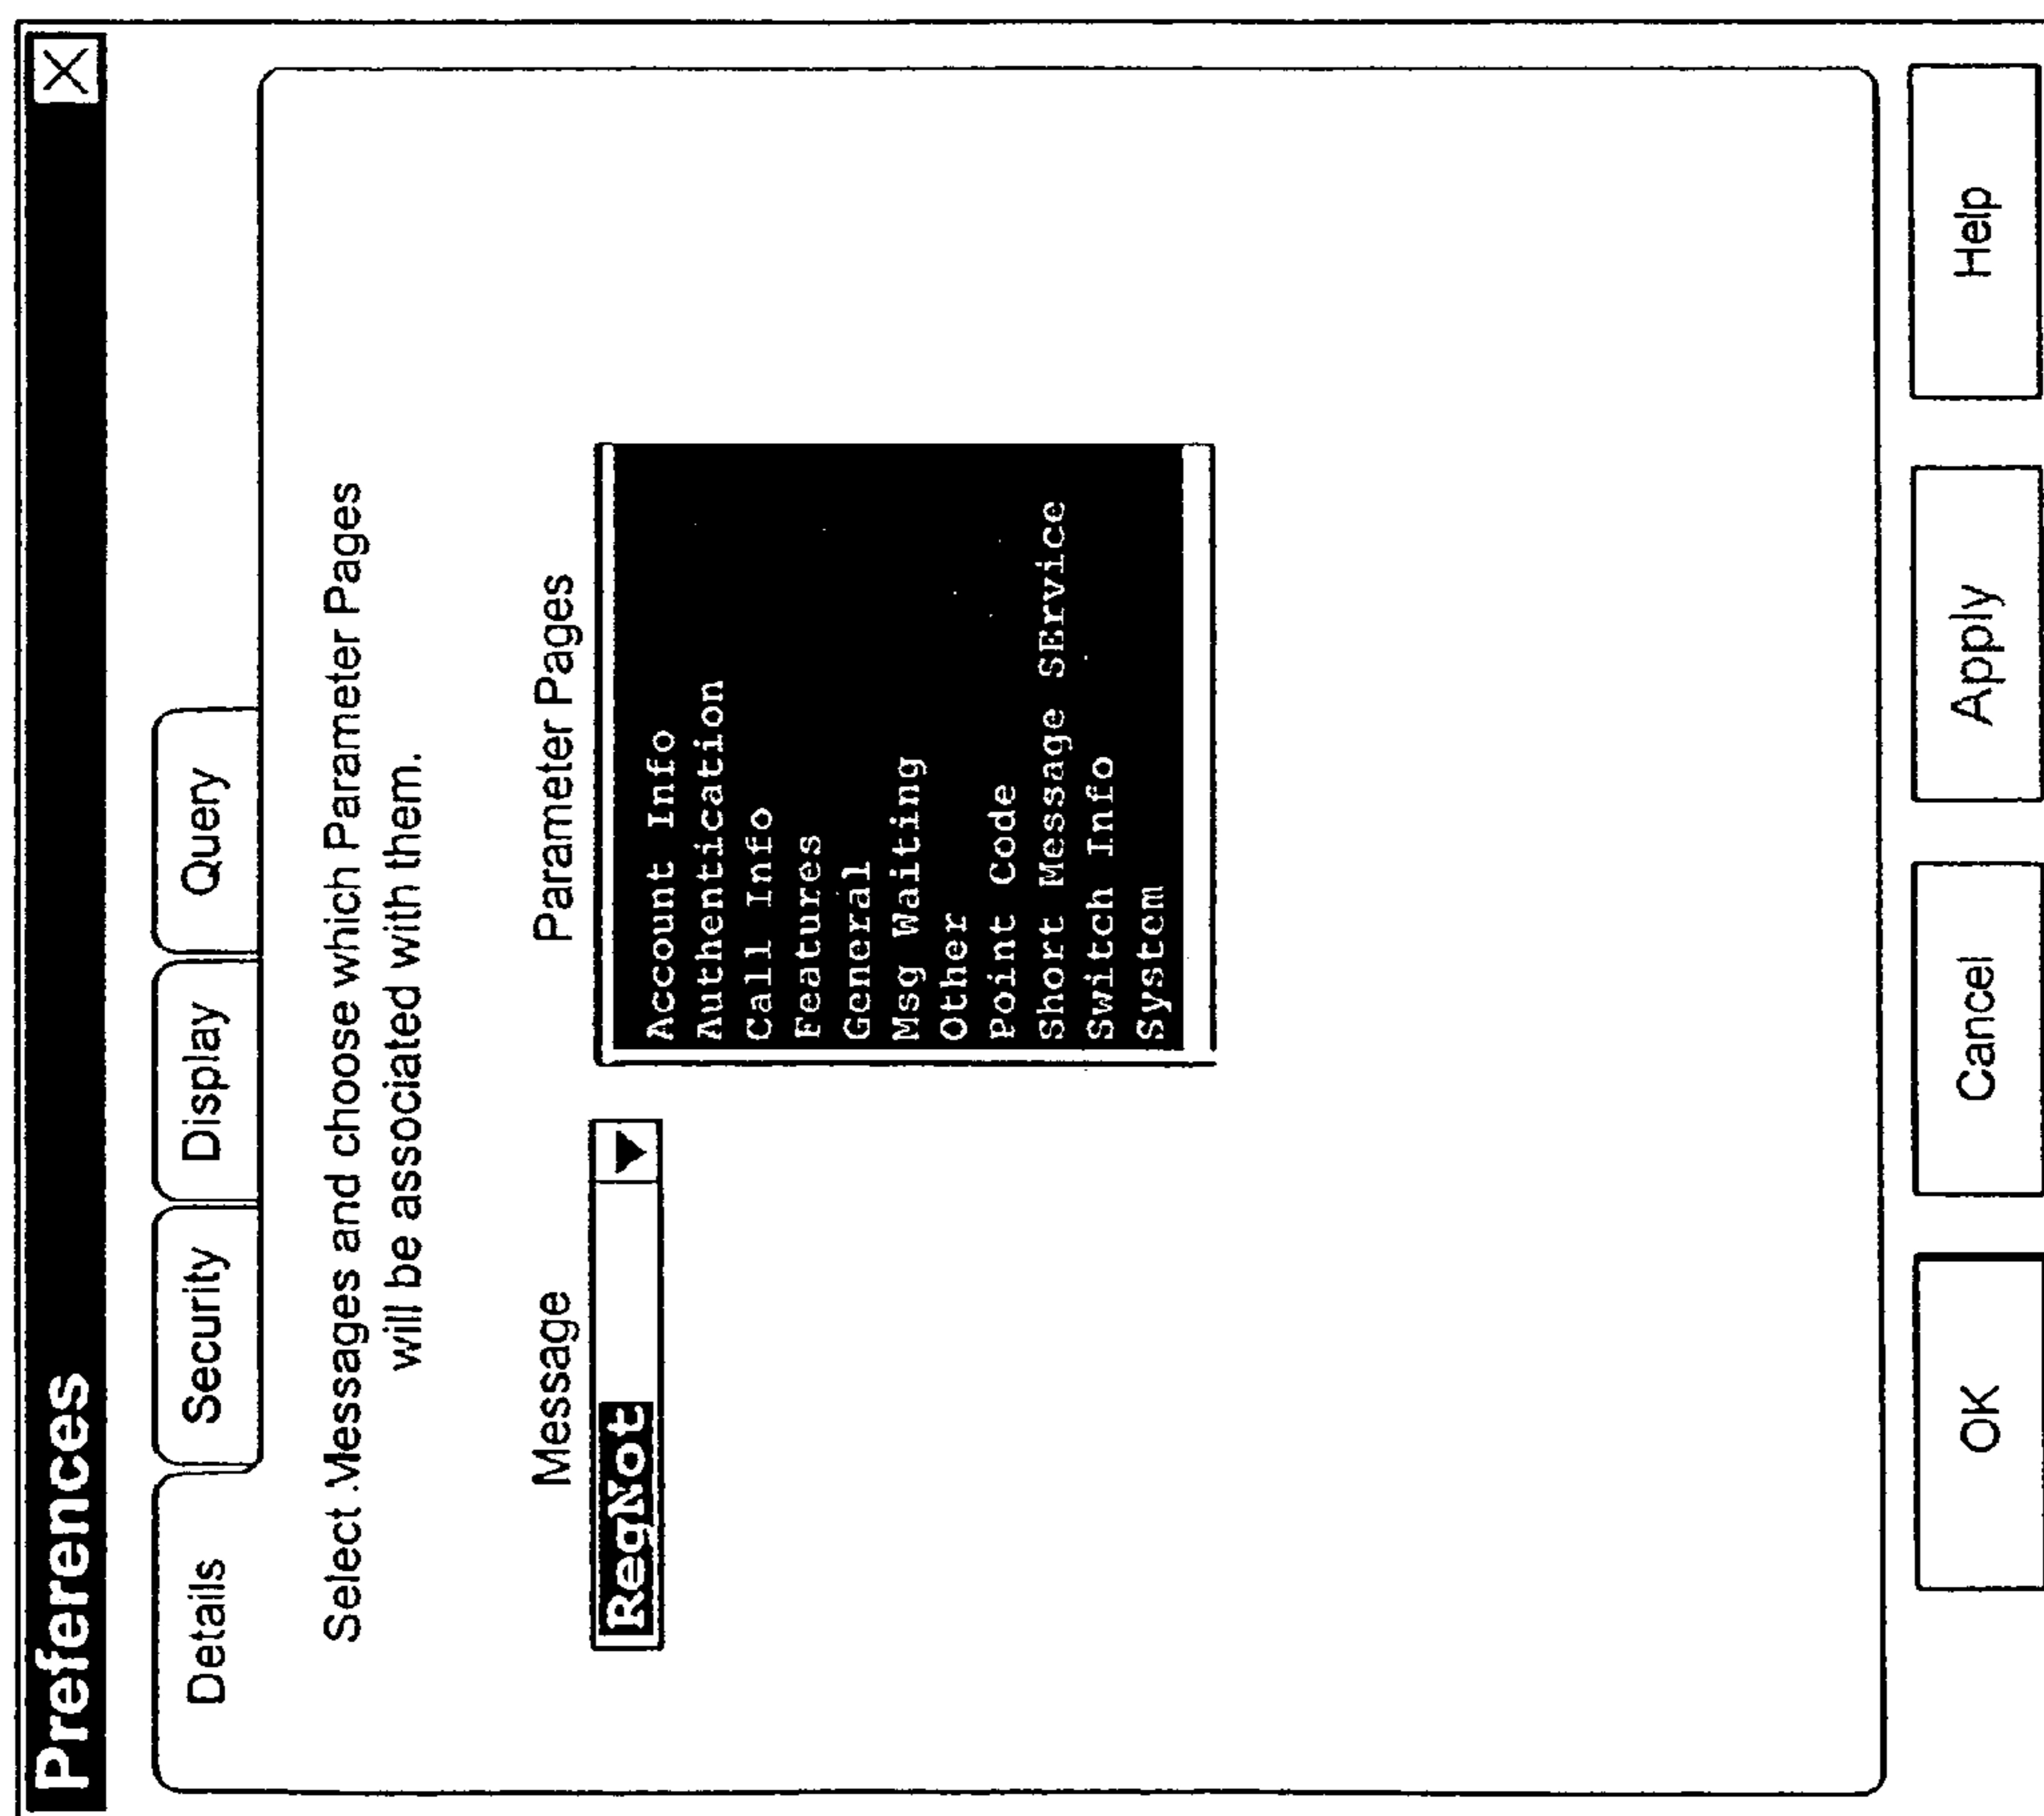 Preferences
Details Security Display Query
Select Messages and choose which Parameter Pages
will be associated with them.
Message Parameter Pages
RegNot
Account Info
Authentication
Call Info
Features
General
Msg Waiting
Other
Point Code
Short Message SErvice
Switch Info
System
OK Cancel Apply Help